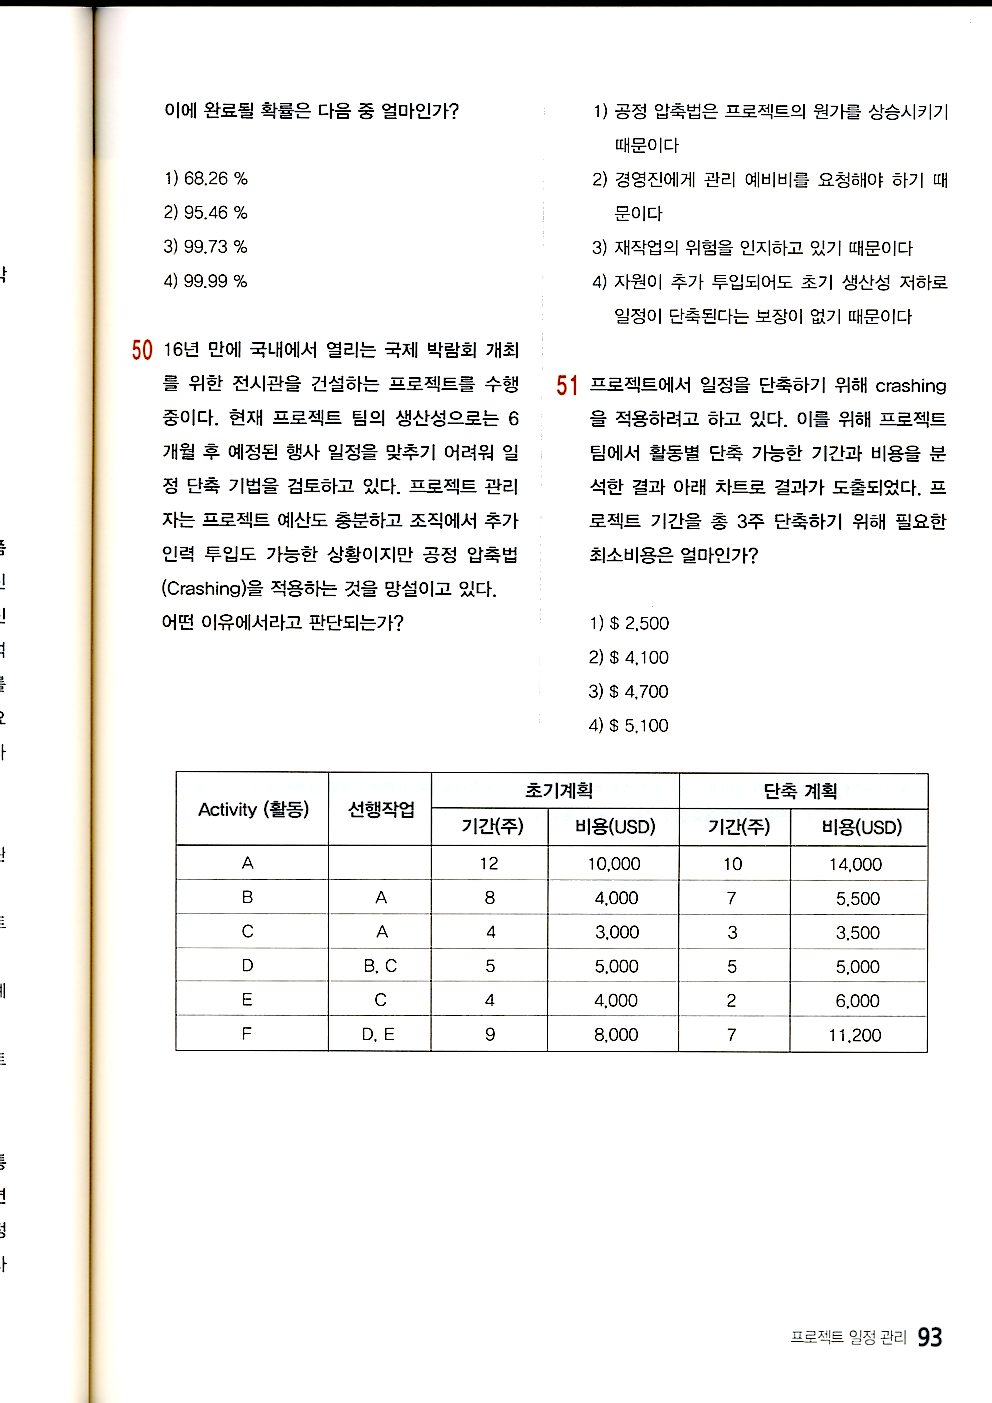 이에 완료될 확률은 다음 중 얼마인가?
1) 68.26 %
2) 95.46 %
3) 99.73 %
4) 99.99 %
50 16년 만에 국내에서 열리는 국제 박람회 개최
를 위한 전시관을 건설하는 프로젝트를 수행
중이다. 현재 프로젝트 팀의 생산성으로는 6
개월 후 예정된 행사 일정을 맞추기 어려워 일
정 단축 기법을 검토하고 있다. 프로젝트 관리
자는 프로젝트 예산도 충분하고 조직에서 추가
인력 투입도 가능한 상황이지만 공정 압축법
(Crashing)을 적용하는 것을 망설이고 있다.
어떤 이유에서라고 판단되는가?
1) 공정 압축법은 프로젝트의 원가를 상승시키기
때문이다
2) 경영진에게 관리 예비비를 요청해야 하기 때
문이다
3) 재작업의 위험을 인지하고 있기 때문이다
4) 자원이 추가 투입되어도 초기 생산성 저하로
일정이 단축된다는 보장이 없기 때문이다
51 프로젝트에서 일정을 단축하기 위해 crashing
을 적용하려고 하고 있다. 이를 위해 프로젝트
팀에서 활동별 단축 가능한 기간과 비용을 분
석한 결과 아래 차트로 결과가 도출되었다. 프
로젝트 기간을 총 3주 단축하기 위해 필요한
최소비용은 얼마인가?
1) $ 2,500
2) $ 4,100
3) $ 4,700
4) $ 5,100
Activity (활동) 선행작업 초기계획 단축 계획
기간(주) 비용(USD) 기간(주) 비용(USD)
A 12 10,000 10 14,000
B A 8 4,000 7 5,500
C A 4 3,000 3 3,500
D B, C 5 5,000 5 5,000
E C 4 4,000 2 6,000
F D, E 9 8,000 7 11,200
프로젝트 일정 관리 93